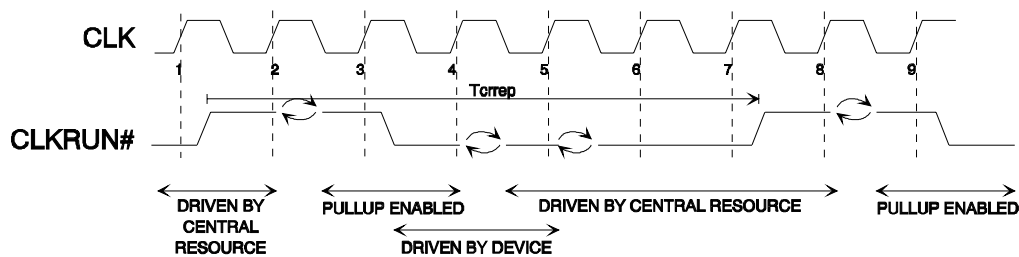 CLK
1 2 3 4 5 6 7 8 9
Tcrrep
CLKRUN#
DRIVEN BY
CENTRAL
RESOURCE
PULLUP ENABLED
DRIVEN BY CENTRAL RESOURCE
PULLUP ENABLED
DRIVEN BY DEVICE